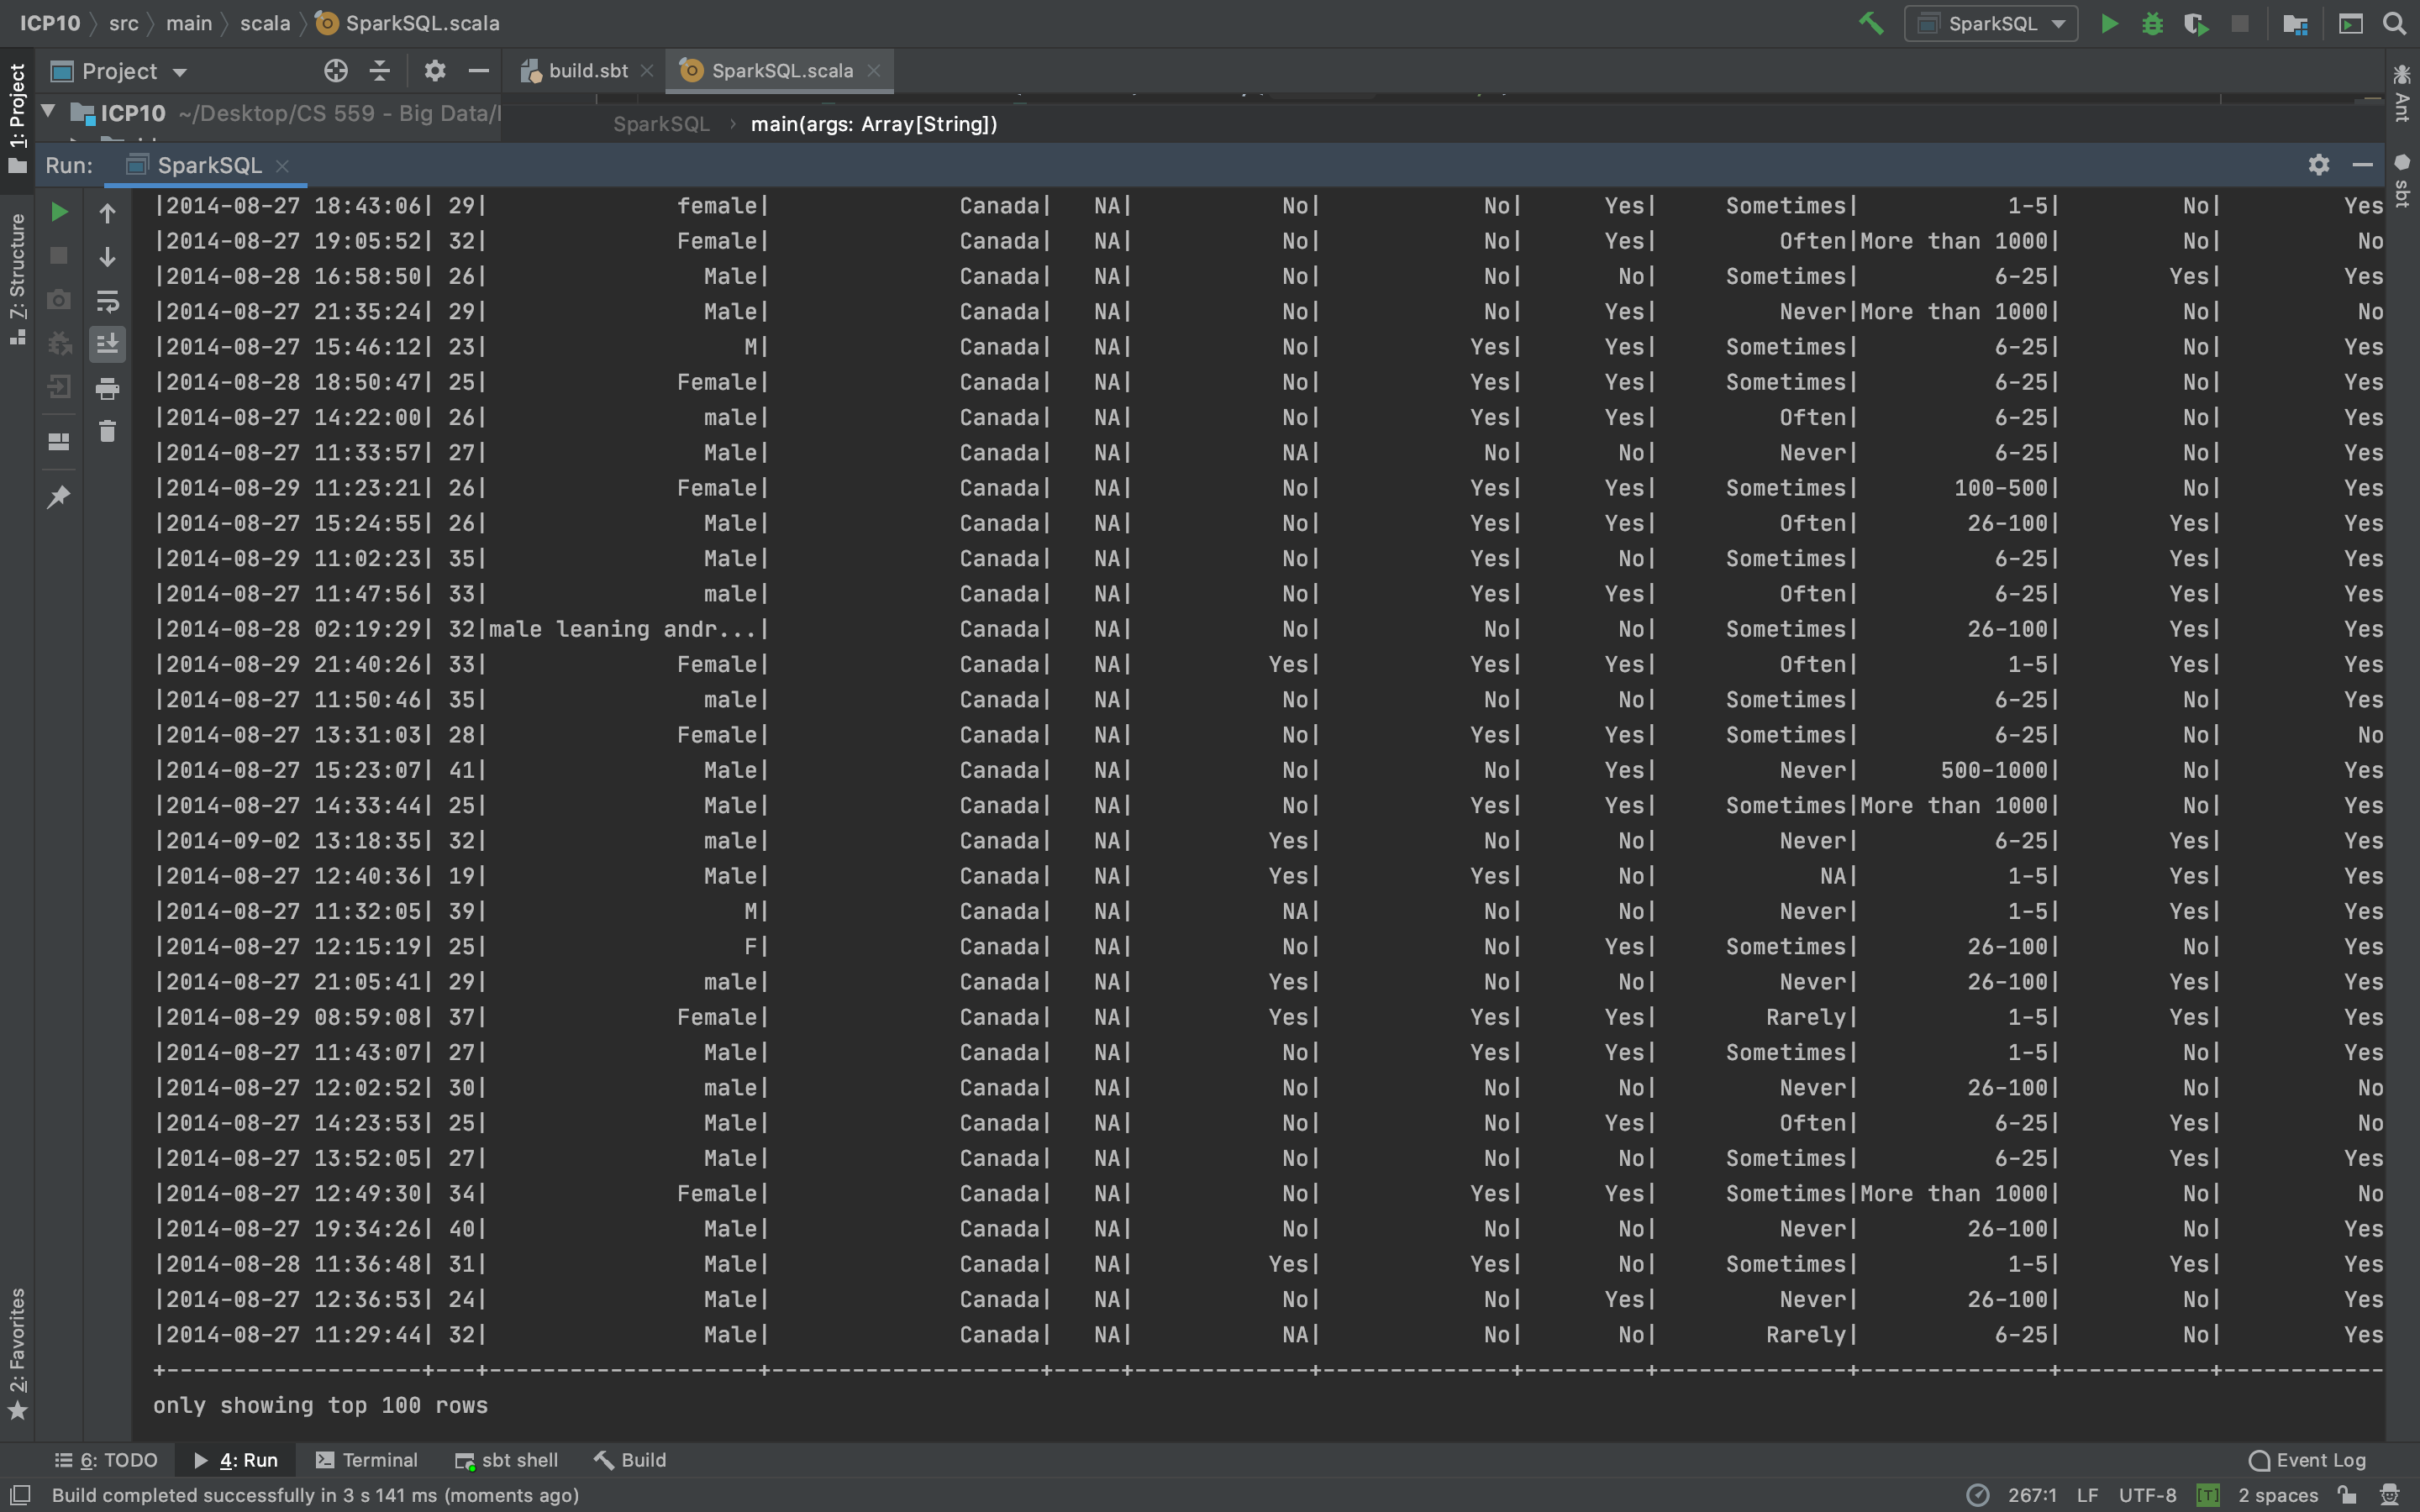 ICP10 src main scala SparkSQL.scala SparkSQL
1: Project Project build.sbt SparkSQL.scala Ant
ICP10 ~/Desktop/CS 559 - Big Data/
SparkSQL > main(args: Array[String])
Run: SparkSQL sbt
7: Structure
|2014-08-27 18:43:06| 29| female| Canada| NA| No| No| Yes| Sometimes| 1-5| No| Yes
|2014-08-27 19:05:52| 32| Female| Canada| NA| No| No| Yes| Often|More than 1000| No| No
|2014-08-28 16:58:50| 26| Male| Canada| NA| No| No| No| Sometimes| 6-25| Yes| Yes
|2014-08-27 21:35:24| 29| Male| Canada| NA| No| No| Yes| Never|More than 1000| No| No
|2014-08-27 15:46:12| 23| M| Canada| NA| No| Yes| Yes| Sometimes| 6-25| No| Yes
|2014-08-28 18:50:47| 25| Female| Canada| NA| No| Yes| Yes| Sometimes| 6-25| No| Yes
|2014-08-27 14:22:00| 26| male| Canada| NA| No| Yes| Yes| Often| 6-25| No| Yes
|2014-08-27 11:33:57| 27| Male| Canada| NA| NA| No| No| Never| 6-25| No| Yes
|2014-08-29 11:23:21| 26| Female| Canada| NA| No| Yes| Yes| Sometimes| 100-500| No| Yes
|2014-08-27 15:24:55| 26| Male| Canada| NA| No| Yes| Yes| Often| 26-100| Yes| Yes
|2014-08-29 11:02:23| 35| Male| Canada| NA| No| Yes| No| Sometimes| 6-25| Yes| Yes
|2014-08-27 11:47:56| 33| male| Canada| NA| No| Yes| Yes| Often| 6-25| Yes| Yes
|2014-08-28 02:19:29| 32|male leaning andr...| Canada| NA| No| No| No| Sometimes| 26-100| Yes| Yes
|2014-08-29 21:40:26| 33| Female| Canada| NA| Yes| Yes| Yes| Often| 1-5| Yes| Yes
|2014-08-27 11:50:46| 35| male| Canada| NA| No| No| No| Sometimes| 6-25| No| Yes
|2014-08-27 13:31:03| 28| Female| Canada| NA| No| Yes| Yes| Sometimes| 6-25| No| No
|2014-08-27 15:23:07| 41| Male| Canada| NA| No| No| Yes| Never| 500-1000| No| Yes
|2014-08-27 14:33:44| 25| Male| Canada| NA| No| Yes| Yes| Sometimes|More than 1000| No| Yes
|2014-09-02 13:18:35| 32| male| Canada| NA| Yes| No| No| Never| 6-25| Yes| Yes
|2014-08-27 12:40:36| 19| Male| Canada| NA| Yes| Yes| No| NA| 1-5| Yes| Yes
|2014-08-27 11:32:05| 39| M| Canada| NA| NA| No| No| Never| 1-5| Yes| Yes
|2014-08-27 12:15:19| 25| F| Canada| NA| No| No| Yes| Sometimes| 26-100| No| Yes
|2014-08-27 21:05:41| 29| male| Canada| NA| Yes| No| No| Never| 26-100| Yes| Yes
|2014-08-29 08:59:08| 37| Female| Canada| NA| Yes| Yes| Yes| Rarely| 1-5| Yes| Yes
|2014-08-27 11:43:07| 27| Male| Canada| NA| No| Yes| Yes| Sometimes| 1-5| No| Yes
|2014-08-27 12:02:52| 30| male| Canada| NA| No| No| No| Never| 26-100| No| No
|2014-08-27 14:23:53| 25| Male| Canada| NA| No| No| Yes| Often| 6-25| Yes| No
|2014-08-27 13:52:05| 27| Male| Canada| NA| No| No| No| Sometimes| 6-25| Yes| Yes
|2014-08-27 12:49:30| 34| Female| Canada| NA| No| Yes| Yes| Sometimes|More than 1000| No| No
|2014-08-27 19:34:26| 40| Male| Canada| NA| No| No| No| Never| 26-100| No| Yes
|2014-08-28 11:36:48| 31| Male| Canada| NA| Yes| Yes| No| Sometimes| 1-5| Yes| Yes
|2014-08-27 12:36:53| 24| Male| Canada| NA| No| No| Yes| Never| 26-100| No| Yes
|2014-08-27 11:29:44| 32| Male| Canada| NA| NA| No| No| Rarely| 6-25| No| Yes
+-------------------+---+--------------------+--------------------+-----+-------------+--------------+---------+--------------+--------------+-----------+------------
2: Favorites
only showing top 100 rows
6: TODO 4: Run Terminal sbt shell Build Event Log
Build completed successfully in 3 s 141 ms (moments ago) 267:1 LF UTF-8 [T] 2 spaces